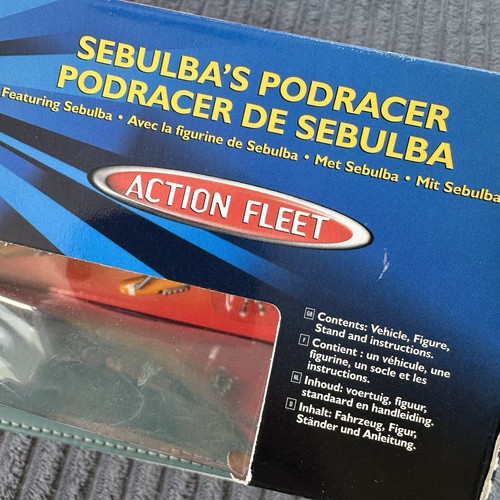 SEBULBA'S PODRACER
PODRACER DE SEBULBA
Featuring Sebulba • Avec la figurine de Sebulba • Met Sebulba • Mit Sebulba
ACTION FLEET
GB Contents: Vehicle, Figure,
Stand and instructions.
F Contient : un véhicule, une
figurine, un socle et les
instructions.
NL Inhoud: voertuig, figuur,
standaard en handleiding.
D Inhalt: Fahrzeug, Figur,
Ständer und Anleitung.